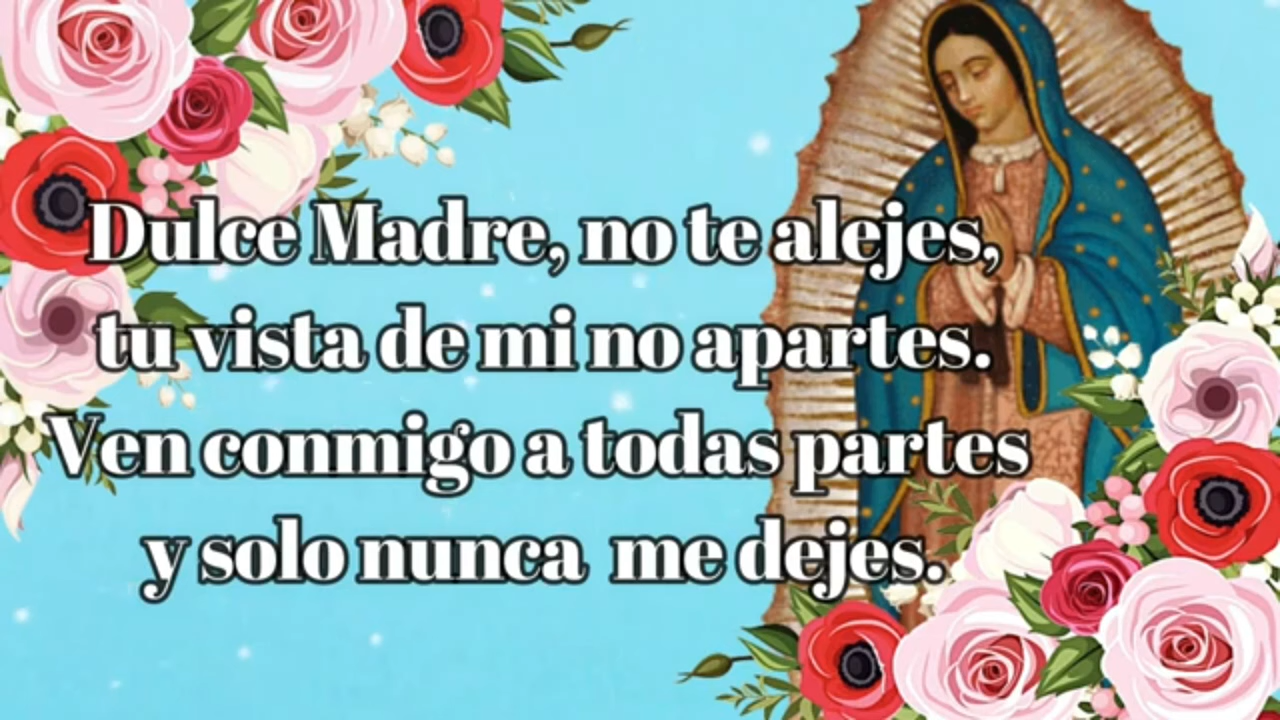 Dulce Madre, no te alejes,
tu vista de mi no apartes.
Ven conmigo a todas partes
y solo nunca me dejes.